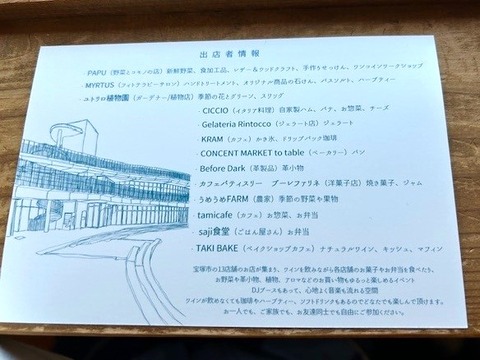 出店者情報
PAPU（野菜とキモノの店）新鮮野菜、食加工品、レザー＆ウッドクラフト、手作りせっけん、ワンコインワークショップ
MYRTUS（フィトテラピーサロン）ハンドトリートメント、オリジナル商品の石けん、バスソルト、ハーブティー
ユトリロ植物園（ガーデナー/植物店）季節の花とグリーン、スワッグ
・CICCIO（イタリア料理）自家製ハム、パテ、お惣菜、チーズ
・Gelateria Rintocco（ジェラート店）ジェラート
・KRAM（カフェ）かき氷、ドリップパック珈琲
・CONCENT MARKET to table（ベーカリー）パン
・Before Dark（革製品）革小物
・カフェパティスリー ブーレファリネ（洋菓子店）焼き菓子、ジャム
・うめうめFARM（農家）季節の野菜や果物
・tamicafe（カフェ）お惣菜、お弁当
・saji食堂（ごはん屋さん）お弁当
・TAKI BAKE（ベイクショップカフェ）ナチュラルワイン、キッシュ、マフィン
宝塚市の13店舗のお店が集まり、ワインを飲みながら各店舗のお菓子やお弁当を食べたり、
お野菜や革小物、植物、アロマなどのお買い物もゆるっと楽しめるイベント
DJブースもあって、心地よく音楽も流れる空間
ワインが飲めなくても珈琲やハーブティー、ソフトドリンクもあるのでどなたでも楽しんで頂けます。
お一人でも、ご家族でも、お友達同士でも自由にご参加ください。